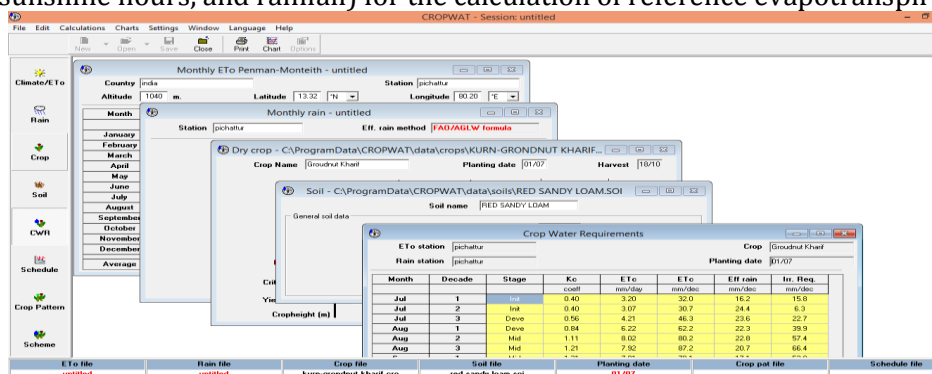 sunshine hours, and rainfall) for the calculation of reference evapotranspir
CROPWAT - Session: untitled
File Edit Calculations Charts Settings Window Language Help
New Open Save Close Print Chart Options
Climate/ETo
Rain
Crop
Soil
CWR
Schedule
Crop Pattern
Scheme
Monthly ETo Penman-Monteith - untitled
Country india Station pichattur
Altitude 1040 m. Latitude 13.32 °N Longitude 80.20 °E
Month
January
February
March
April
May
June
July
August
September
October
November
December
Average
Monthly rain - untitled
Station pichattur Eff. rain method FAO/AGLW formula
Dry crop - C:\ProgramData\CROPWAT\data\crops\KURN-GRONDNUT KHARIF...
Crop Name Groudnut Kharif Planting date 01/07 Harvest 18/10
Cropheight (m)
Soil - C:\ProgramData\CROPWAT\data\soils\RED SANDY LOAM.SOI
Soil name RED SANDY LOAM
General soil data
Crop Water Requirements
ETo station pichattur Crop Groudnut Kharif
Rain station pichattur Planting date 01/07
Month Decade Stage Kc ETc ETc Eff rain Irr. Req.
coeff mm/day mm/dec mm/dec mm/dec
Jul 1 Init 0.40 3.20 32.0 16.2 15.8
Jul 2 Init 0.40 3.07 30.7 24.4 6.3
Jul 3 Deve 0.56 4.21 46.3 23.6 22.7
Aug 1 Deve 0.84 6.22 62.2 22.3 39.9
Aug 2 Mid 1.11 8.02 80.2 22.8 57.4
Aug 3 Mid 1.21 7.92 87.2 20.7 66.4
ETo file Rain file Crop file Soil file Planting date Crop pat file Schedule file
untitled untitled kurn-grondnut kharif.cro red sandy loam.soi 01/07